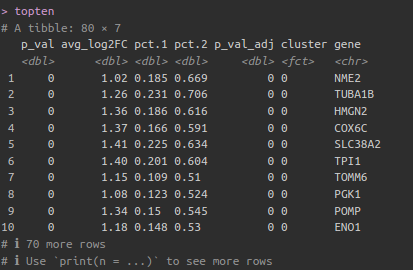 > topten
# A tibble: 80 × 7
p_val avg_log2FC pct.1 pct.2 p_val_adj cluster gene
<dbl> <dbl> <dbl> <dbl> <dbl> <fct> <chr>
1 0 1.02 0.185 0.669 0 0 NME2
2 0 1.26 0.231 0.706 0 0 TUBA1B
3 0 1.36 0.186 0.616 0 0 HMGN2
4 0 1.37 0.166 0.591 0 0 COX6C
5 0 1.41 0.225 0.634 0 0 SLC38A2
6 0 1.40 0.201 0.604 0 0 TPI1
7 0 1.15 0.109 0.51 0 0 TOMM6
8 0 1.08 0.123 0.524 0 0 PGK1
9 0 1.34 0.15 0.545 0 0 POMP
10 0 1.18 0.148 0.53 0 0 ENO1
# ℹ 70 more rows
# ℹ Use `print(n = ...)` to see more rows